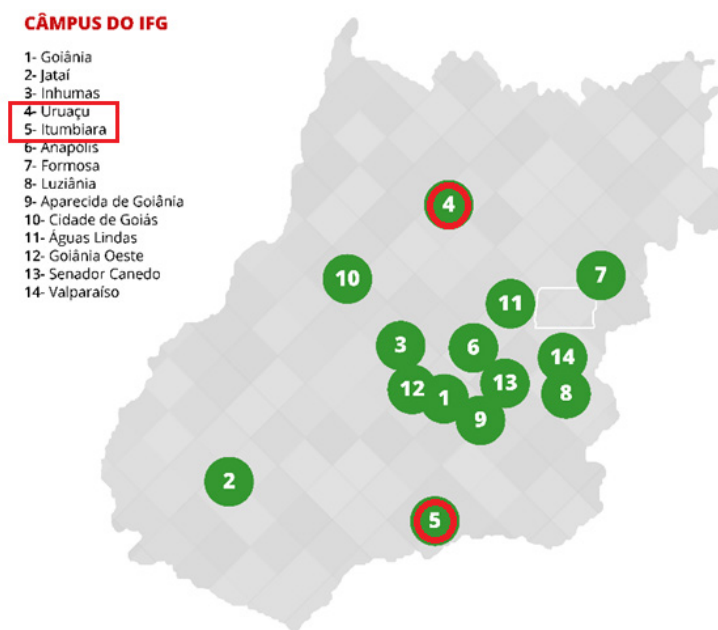 CÂMPUS DO IFG
1- Goiânia
2- Jataí
3- Inhumas
4- Uruaçu
5- Itumbiara
6- Anápolis
7- Formosa
8- Luziânia
9- Aparecida de Goiânia
10- Cidade de Goiás
11- Águas Lindas
12- Goiânia Oeste
13- Senador Canedo
14- Valparaíso
4
7
10
11
3
6
14
13
12
8
1
9
2
5